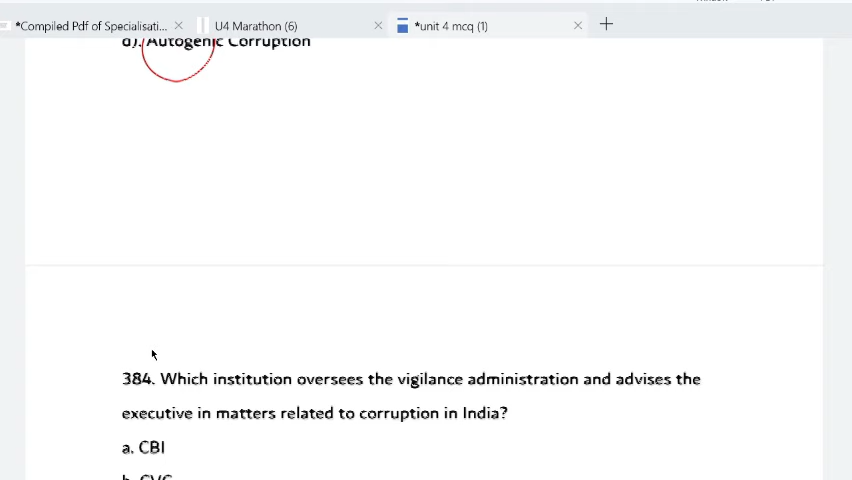 *Compiled Pdf of Specialisati... × U4 Marathon (6) × *unit 4 mcq (1) × +
d). Autogenic Corruption
384. Which institution oversees the vigilance administration and advises the
executive in matters related to corruption in India?
a. CBI
b. CVC